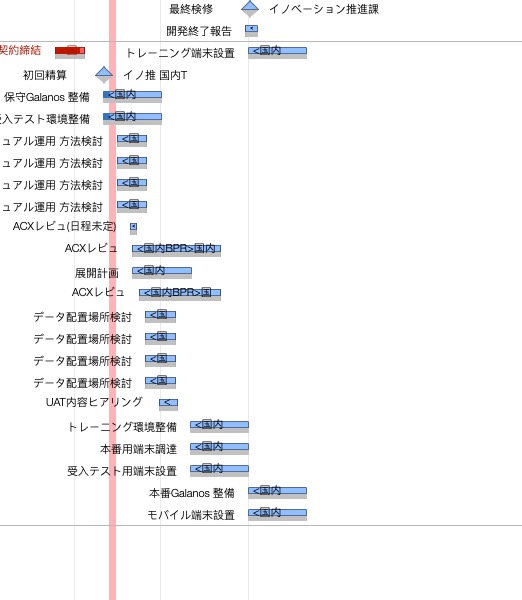 最終検修 イノベーション推進課
開発終了報告
契約締結
トレーニング端末設置 <国内
初回精算 イノ推 国内T
保守Galanos 整備 <国内
受入テスト環境整備 <国内
ュアル運用 方法検討 <国
ュアル運用 方法検討 <国
ュアル運用 方法検討 <国
ュアル運用 方法検討 <国
ACXレビュ(日程未定) <
ACXレビュ <国内BPR>国内
展開計画 <国内
ACXレビュ <国内BPR>国
データ配置場所検討 <国
データ配置場所検討 <国
データ配置場所検討 <国
データ配置場所検討 <国
UAT内容ヒアリング <
トレーニング環境整備 <国内
本番用端末調達 <国内
受入テスト用端末設置 <国内
本番Galanos 整備 <国内
モバイル端末設置 <国内